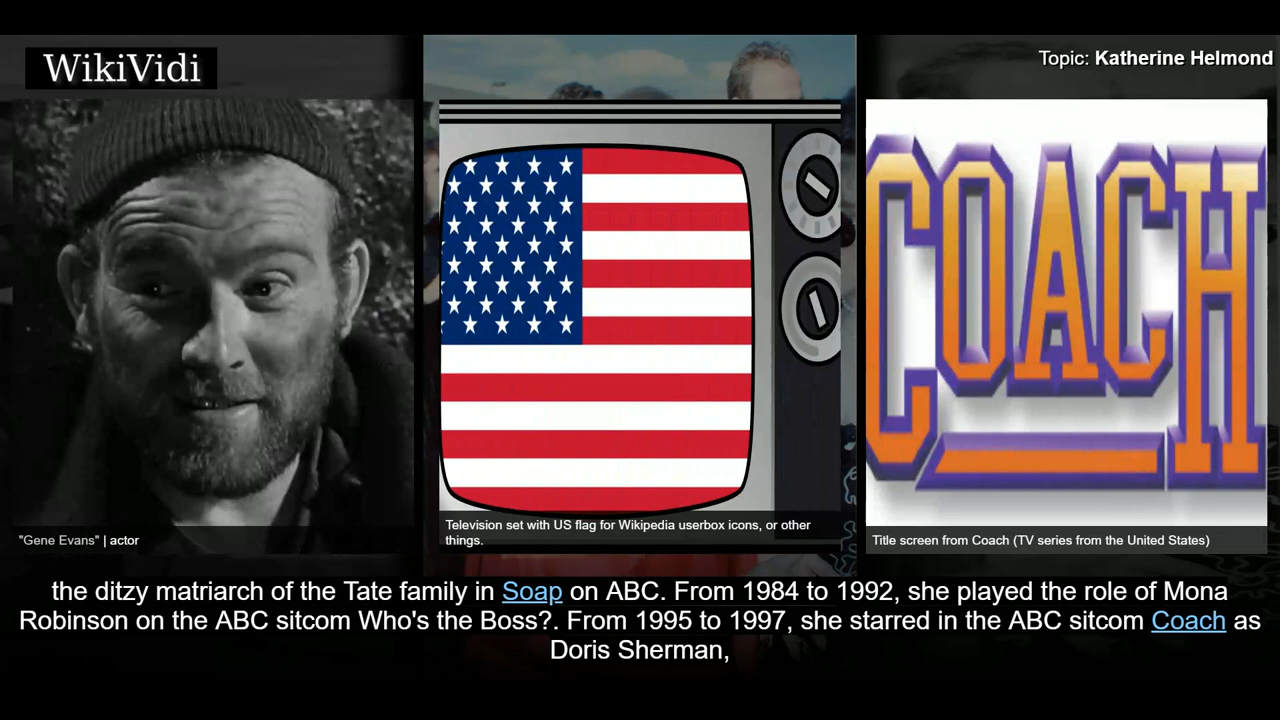 WikiVidi
Topic: Katherine Helmond
COACH
"Gene Evans" | actor
Television set with US flag for Wikipedia userbox icons, or other
things.
Title screen from Coach (TV series from the United States)
the ditzy matriarch of the Tate family in Soap on ABC. From 1984 to 1992, she played the role of Mona
Robinson on the ABC sitcom Who's the Boss?. From 1995 to 1997, she starred in the ABC sitcom Coach as
Doris Sherman,